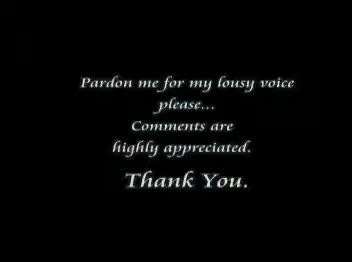 Pardon me for my lousy voice
please...
Comments are
highly appreciated.
Thank You.